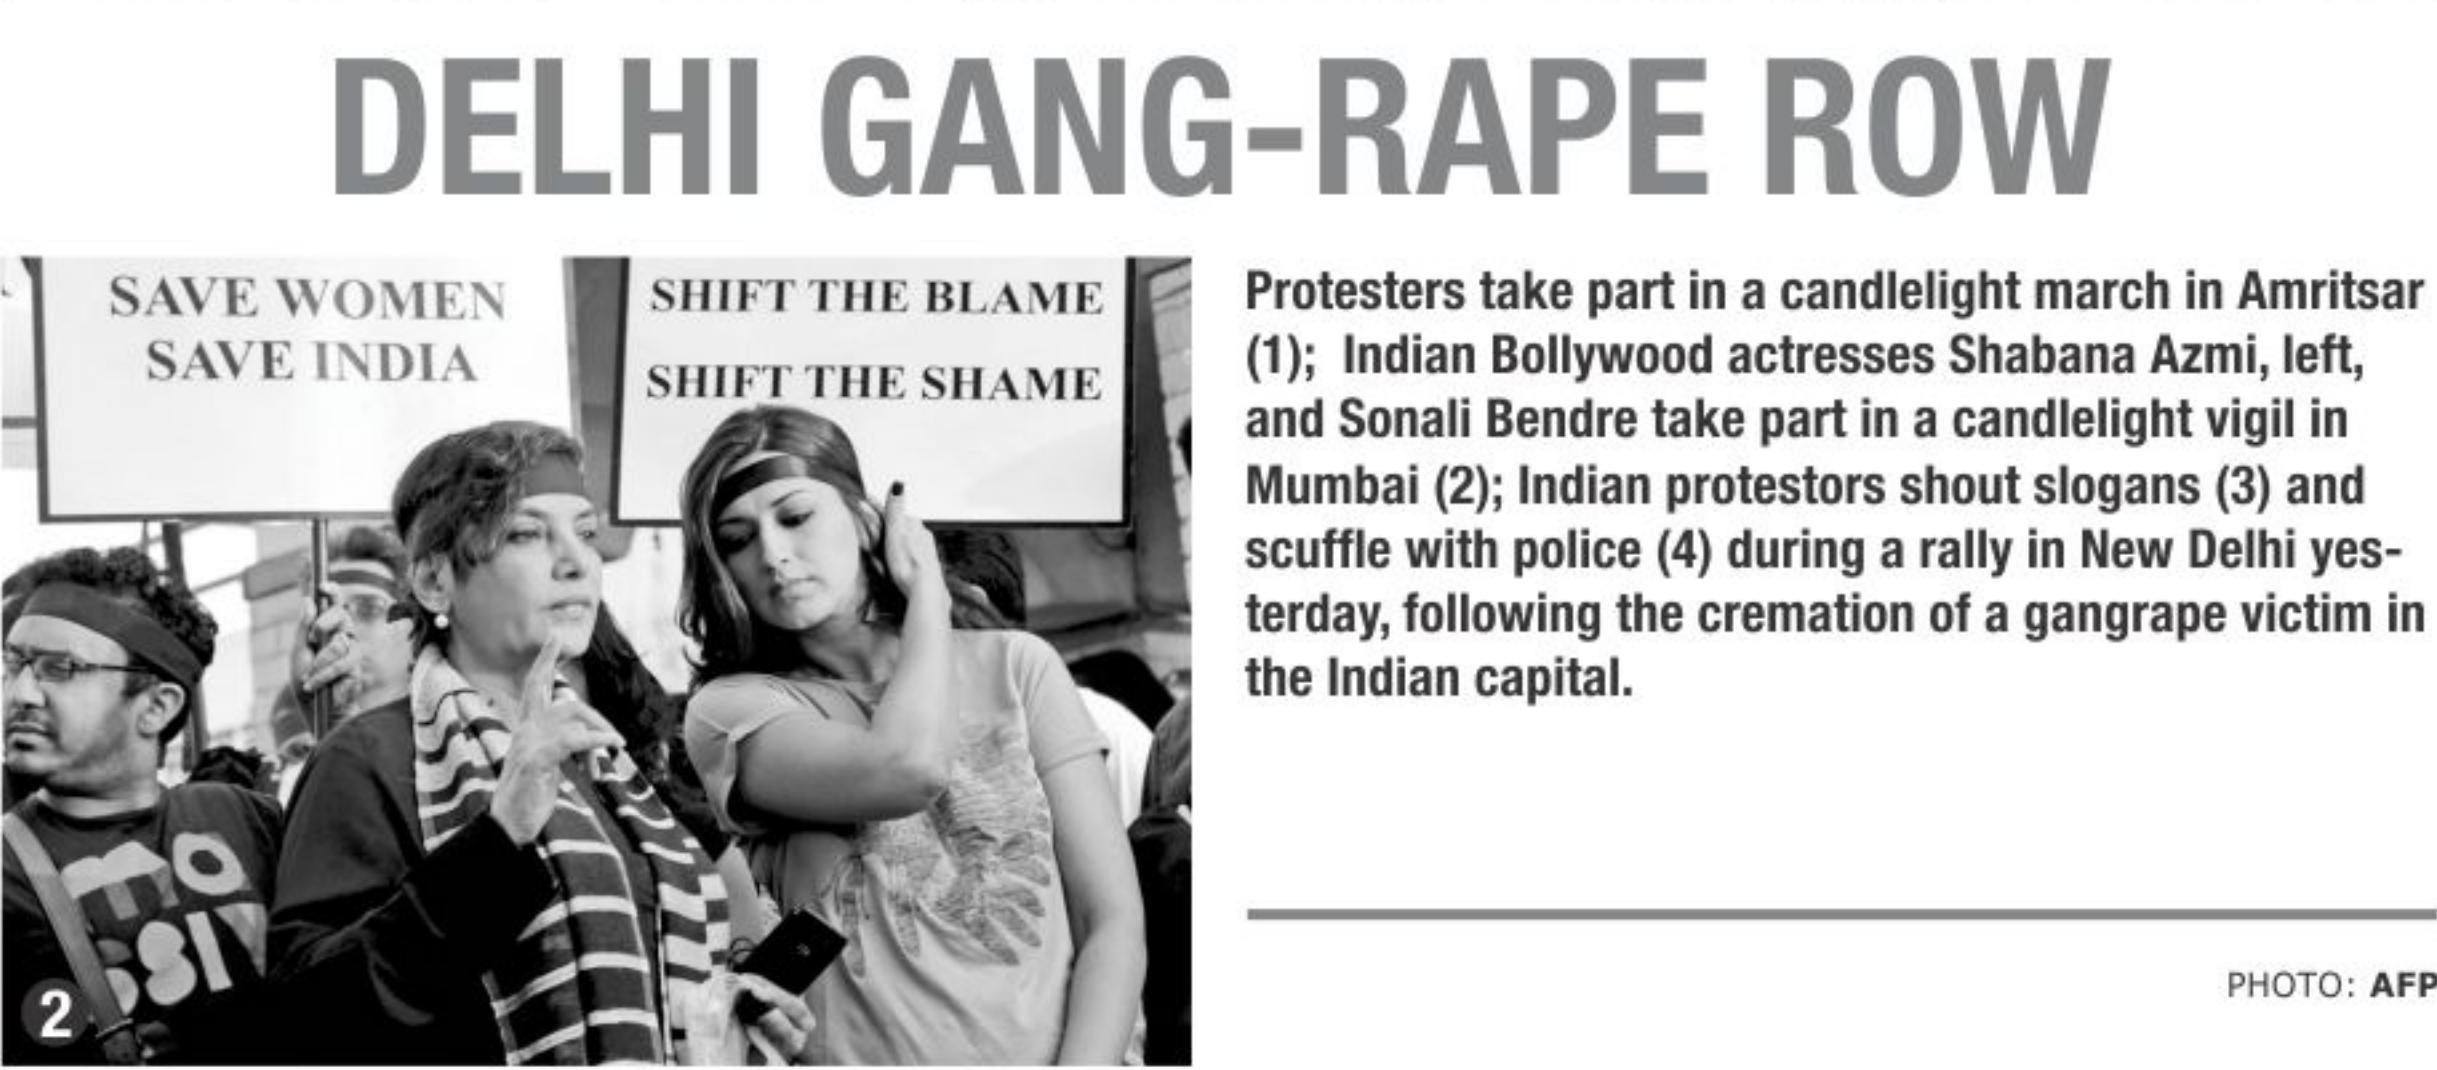 DELHI GANG-RAPE ROW
SAVE WOMEN
SAVE INDIA
SHIFT THE BLAME
SHIFT THE SHAME
2
Protesters take part in a candlelight march in Amritsar
(1);  Indian Bollywood actresses Shabana Azmi, left,
and Sonali Bendre take part in a candlelight vigil in
Mumbai (2); Indian protestors shout slogans (3) and
scuffle with police (4) during a rally in New Delhi yes-
terday, following the cremation of a gangrape victim in
the Indian capital.
PHOTO: AFP